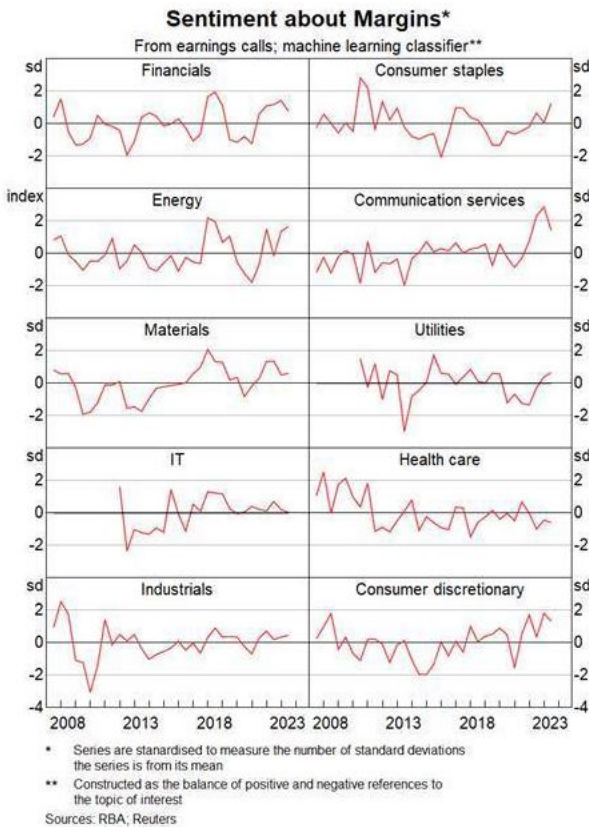 Sentiment about Margins*
From earnings calls; machine learning classifier**
sd sd
Financials Consumer staples
2 2
0 0
-2 -2
index sd
Energy Communication services
2 2
0 0
-2 -2
sd sd
Materials Utilities
2 2
0 0
-2 -2
sd sd
IT Health care
2 2
0 0
-2 -2
sd sd
Industrials Consumer discretionary
2 2
0 0
-2 -2
-4 -4
2008 2013 2018 2023 2008 2013 2018 2023
* Series are stanardised to measure the number of standard deviations
the series is from its mean
** Constructed as the balance of positive and negative references to
the topic of interest
Sources: RBA; Reuters